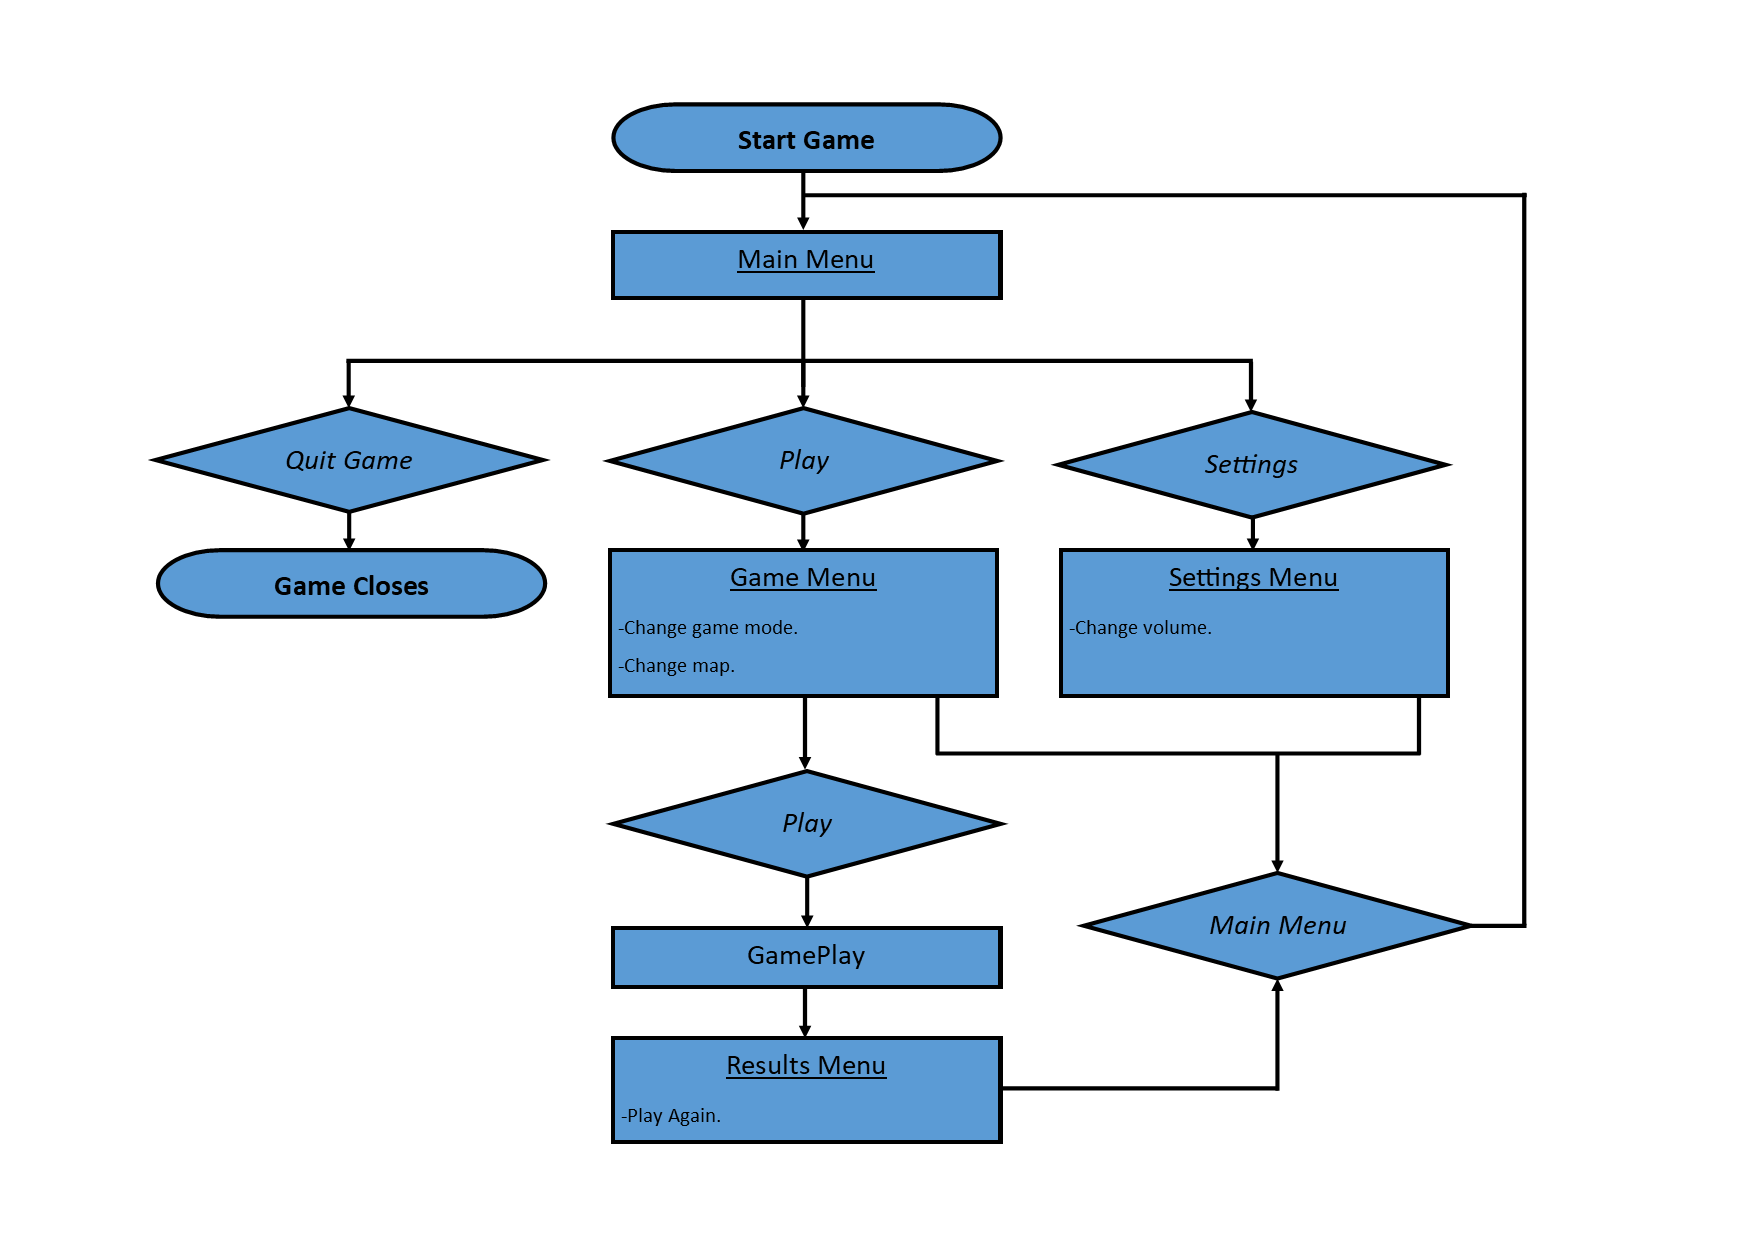 Start Game
Main Menu
Quit Game
Play
Settings
Game Closes
Game Menu
-Change game mode.
-Change map.
Settings Menu
-Change volume.
Play
Main Menu
GamePlay
Results Menu
-Play Again.